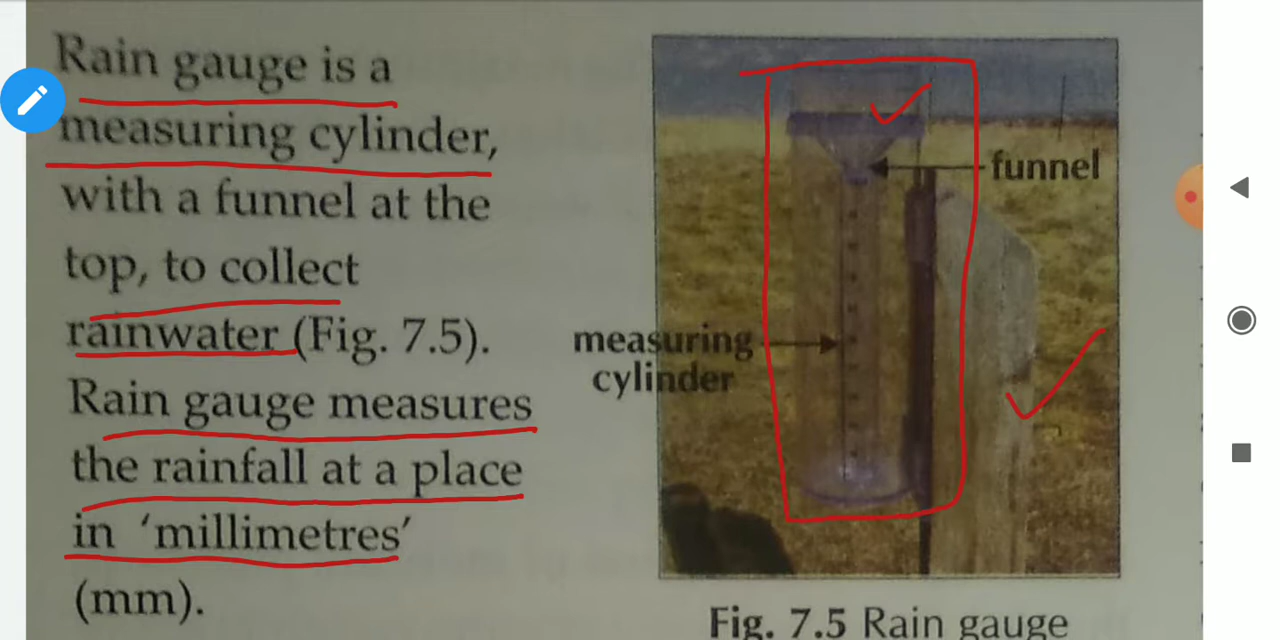 Rain gauge is a
measuring cylinder,
with a funnel at the
top, to collect
rainwater (Fig. 7.5).
Rain gauge measures
the rainfall at a place
in ‘millimetres’
(mm).
funnel
measuring
cylinder
Fig. 7.5 Rain gauge